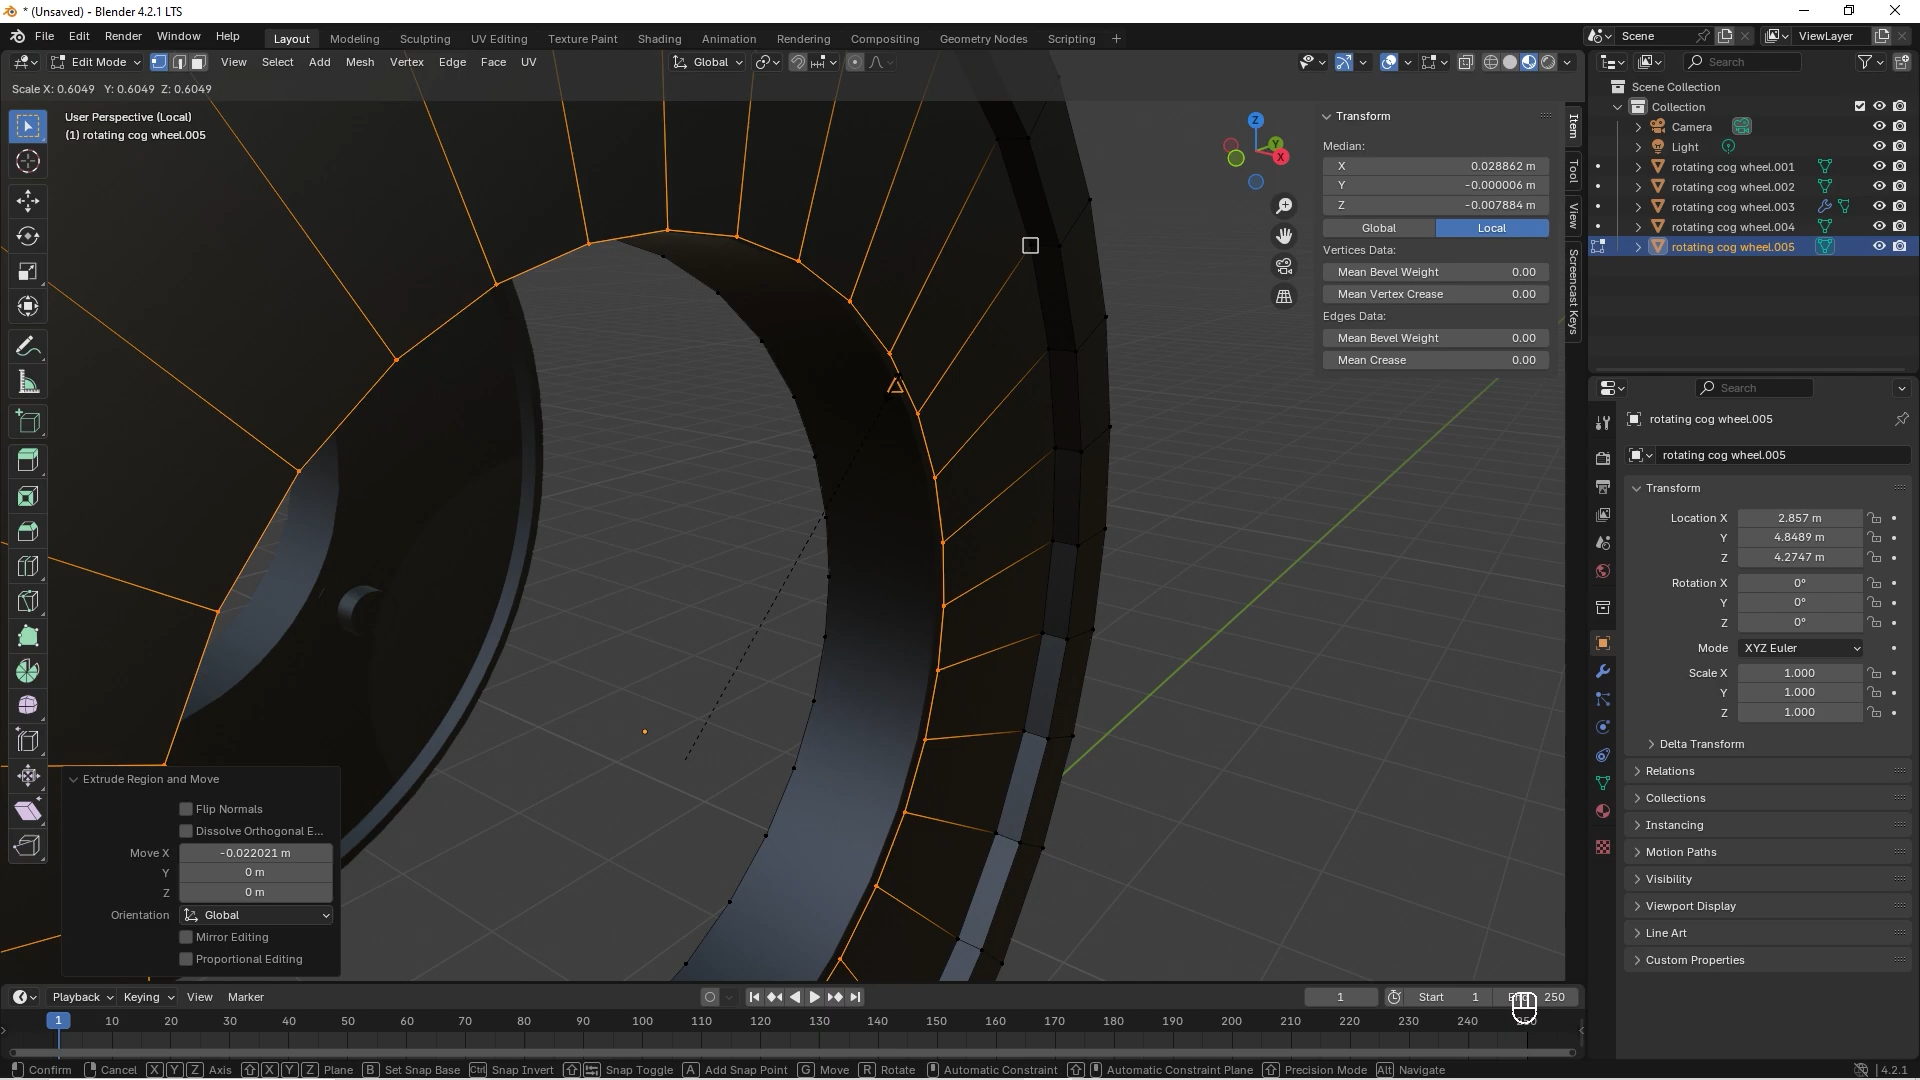 * (Unsaved) - Blender 4.2.1 LTS
File Edit Render Window Help Layout Modeling Sculpting UV Editing Texture Paint Shading Animation Rendering Compositing Geometry Nodes Scripting + Scene ViewLayer
Edit Mode View Select Add Mesh Vertex Edge Face UV Global Search
Scale X: 0.6049 Y: 0.6049 Z: 0.6049
User Perspective (Local)
(1) rotating cog wheel.005
Z
Y
X
Transform
Median:
X 0.028862 m
Y -0.000006 m
Z -0.007884 m
Global Local
Vertices Data:
Mean Bevel Weight 0.00
Mean Vertex Crease 0.00
Edges Data:
Mean Bevel Weight 0.00
Mean Crease 0.00
Item
Tool
View
Screencast Keys
Scene Collection
Collection
Camera
Light
rotating cog wheel.001
rotating cog wheel.002
rotating cog wheel.003
rotating cog wheel.004
rotating cog wheel.005
Search
rotating cog wheel.005
rotating cog wheel.005
Transform
Location X 2.857 m
Y 4.8489 m
Z 4.2747 m
Rotation X 0°
Y 0°
Z 0°
Mode XYZ Euler
Scale X 1.000
Y 1.000
Z 1.000
Delta Transform
Relations
Collections
Instancing
Motion Paths
Visibility
Viewport Display
Line Art
Custom Properties
Extrude Region and Move
Flip Normals
Dissolve Orthogonal E...
Move X -0.022021 m
Y 0 m
Z 0 m
Orientation Global
Mirror Editing
Proportional Editing
Playback Keying View Marker 1 Start 1 250
1 10 20 30 40 50 60 70 80 90 100 110 120 130 140 150 160 170 180 190 200 210 220 230 240
Confirm Cancel X Y Z Axis X Y Z Plane B Set Snap Base Ctrl Snap Invert Snap Toggle A Add Snap Point G Move R Rotate Automatic Constraint Automatic Constraint Plane Precision Mode Alt Navigate 4.2.1